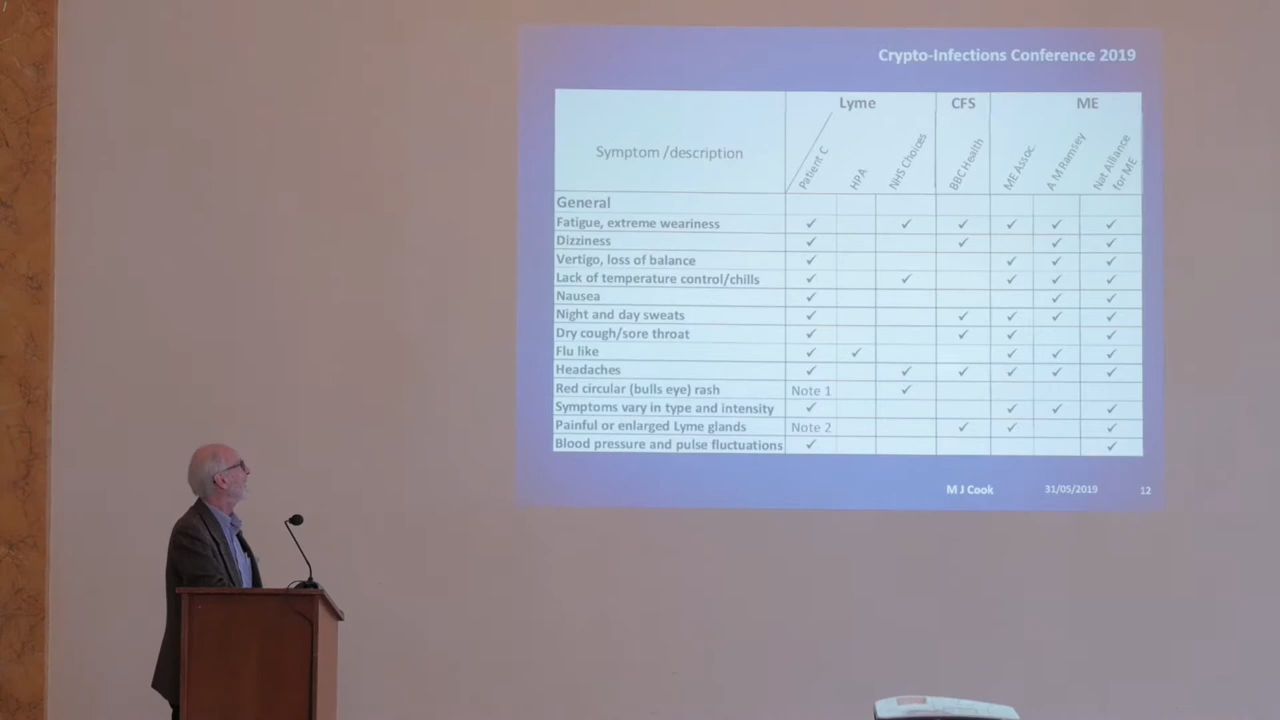 Crypto-Infections Conference 2019
Lyme CFS ME
Symptom /description Patient C HPA NHS Choices BBC Health ME Assoc. A M Ramsey Nat Alliance for ME
General
Fatigue, extreme weariness ✓ ✓ ✓ ✓ ✓ ✓
Dizziness ✓ ✓ ✓ ✓
Vertigo, loss of balance ✓ ✓ ✓ ✓
Lack of temperature control/chills ✓ ✓ ✓ ✓ ✓
Nausea ✓ ✓ ✓
Night and day sweats ✓ ✓ ✓ ✓ ✓
Dry cough/sore throat ✓ ✓ ✓ ✓
Flu like ✓ ✓ ✓ ✓ ✓
Headaches ✓ ✓ ✓ ✓ ✓ ✓
Red circular (bulls eye) rash Note 1 ✓
Symptoms vary in type and intensity ✓ ✓ ✓ ✓
Painful or enlarged Lyme glands Note 2 ✓ ✓ ✓
Blood pressure and pulse fluctuations ✓ ✓
M J Cook 31/05/2019 12